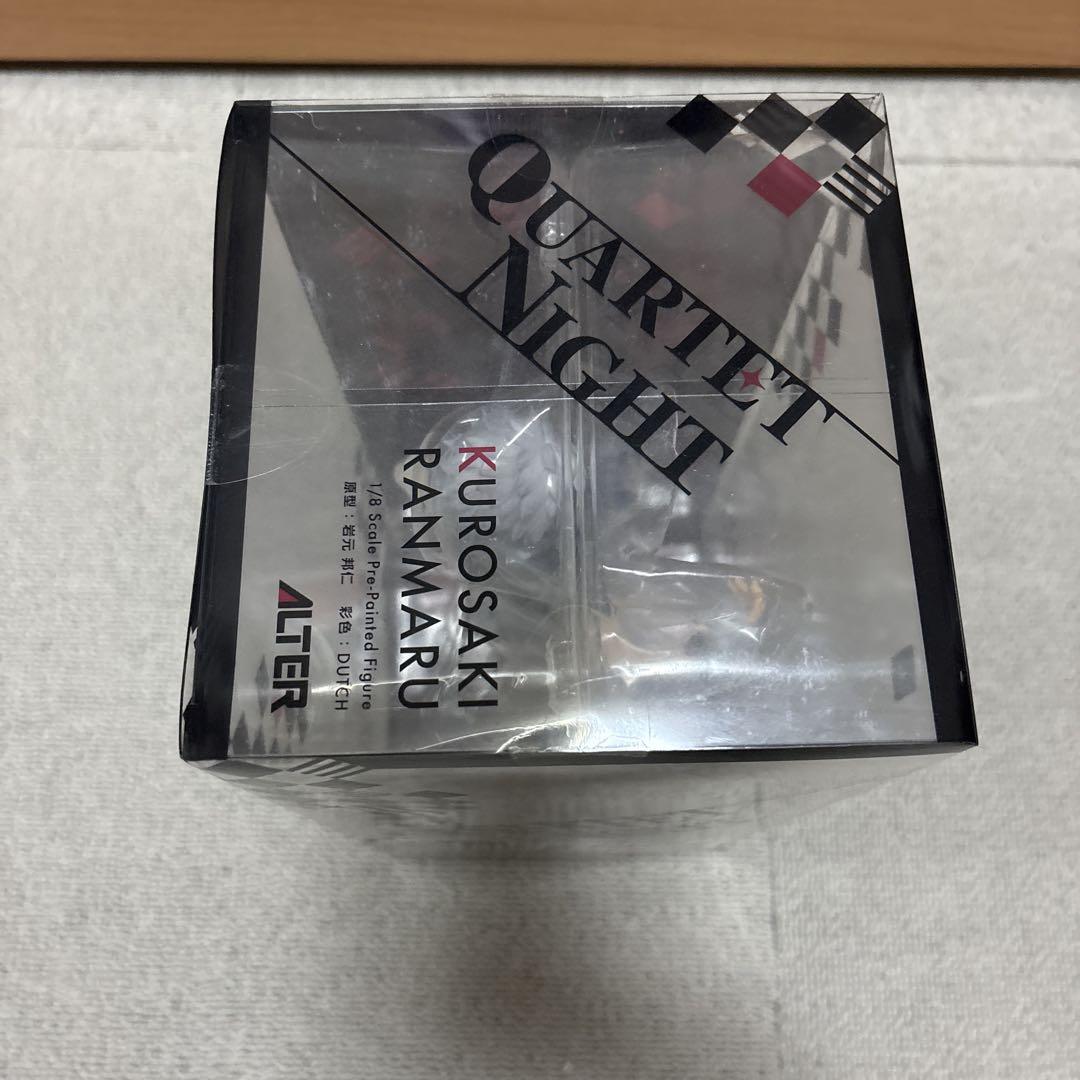 QUARTET
NIGHT
KUROSAKI
RANMARU
1/8 Scale Pre-Painted Figure
原型：岩元 邦仁　彩色：DUTCH
ALTER